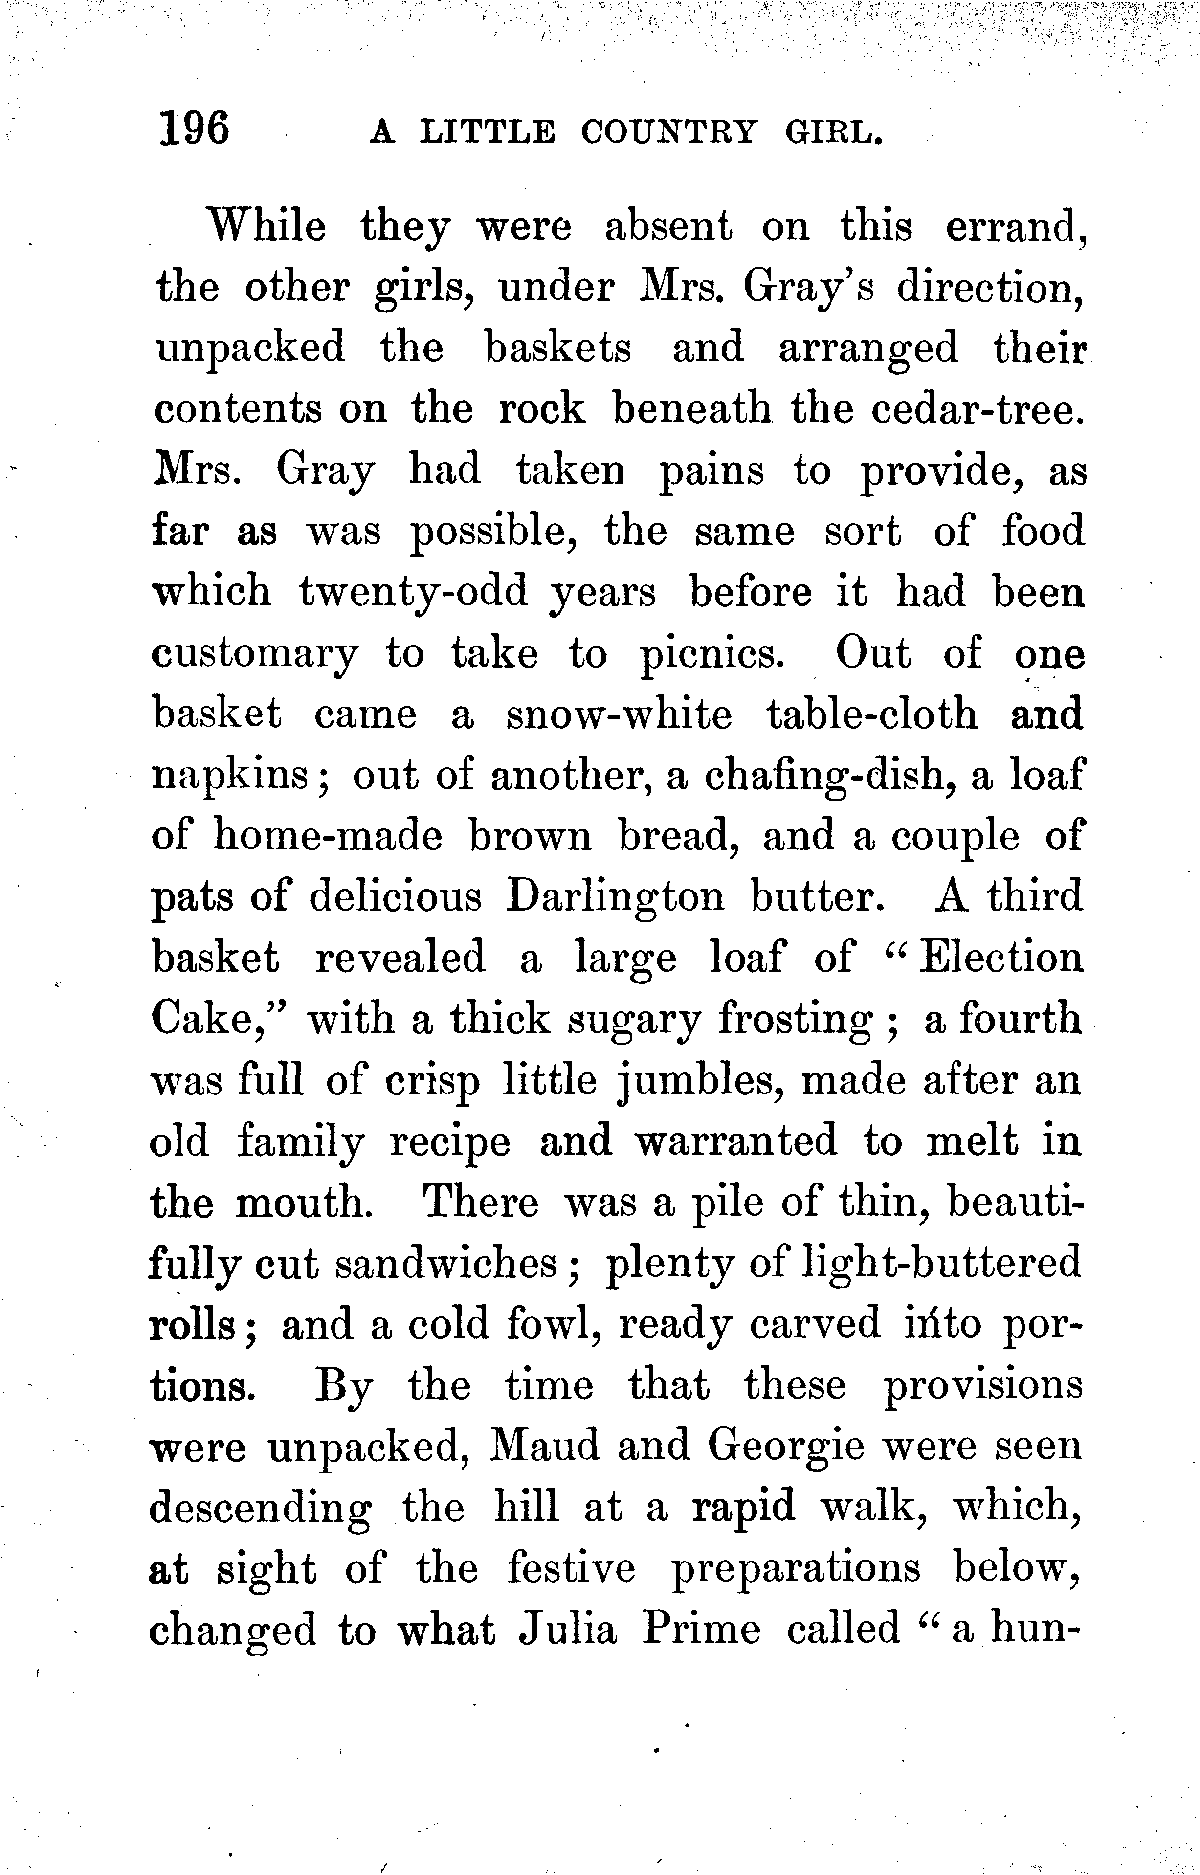 196 A LITTLE COUNTRY GIRL.
While they were absent on this errand,
the other girls, under Mrs. Gray's direction,
unpacked the baskets and arranged their
contents on the rock beneath the cedar-tree.
Mrs. Gray had taken pains to provide, as
far as was possible, the same sort of food
which twenty-odd years before it had been
customary to take to picnics. Out of one
basket came a snow-white table-cloth and
napkins; out of another, a chafing-dish, a loaf
of home-made brown bread, and a couple of
pats of delicious Darlington butter. A third
basket revealed a large loaf of "Election
Cake," with a thick sugary frosting; a fourth
was full of crisp little jumbles, made after an
old family recipe and warranted to melt in
the mouth. There was a pile of thin, beauti-
fully cut sandwiches; plenty of light-buttered
rolls; and a cold fowl, ready carved into por-
tions. By the time that these provisions
were unpacked, Maud and Georgie were seen
descending the hill at a rapid walk, which,
at sight of the festive preparations below,
changed to what Julia Prime called "a hun-